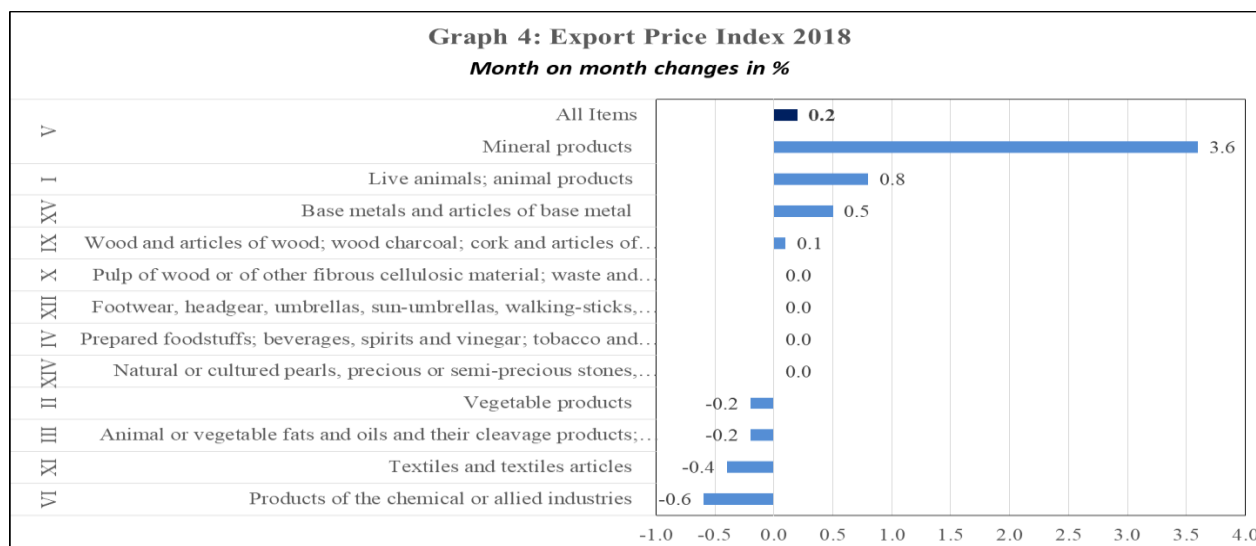 Graph 4: Export Price Index 2018
Month on month changes in %
V
All Items 0.2
Mineral products 3.6
I Live animals; animal products 0.8
XV Base metals and articles of base metal 0.5
IX Wood and articles of wood; wood charcoal; cork and articles of… 0.1
X Pulp of wood or of other fibrous cellulosic material; waste and… 0.0
XII Footwear, headgear, umbrellas, sun-umbrellas, walking-sticks,… 0.0
IV Prepared foodstuffs; beverages, spirits and vinegar; tobacco and… 0.0
XIV Natural or cultured pearls, precious or semi-precious stones,… 0.0
II Vegetable products -0.2
III Animal or vegetable fats and oils and their cleavage products;… -0.2
XI Textiles and textiles articles -0.4
VI Products of the chemical or allied industries -0.6
-1.0 -0.5 0.0 0.5 1.0 1.5 2.0 2.5 3.0 3.5 4.0